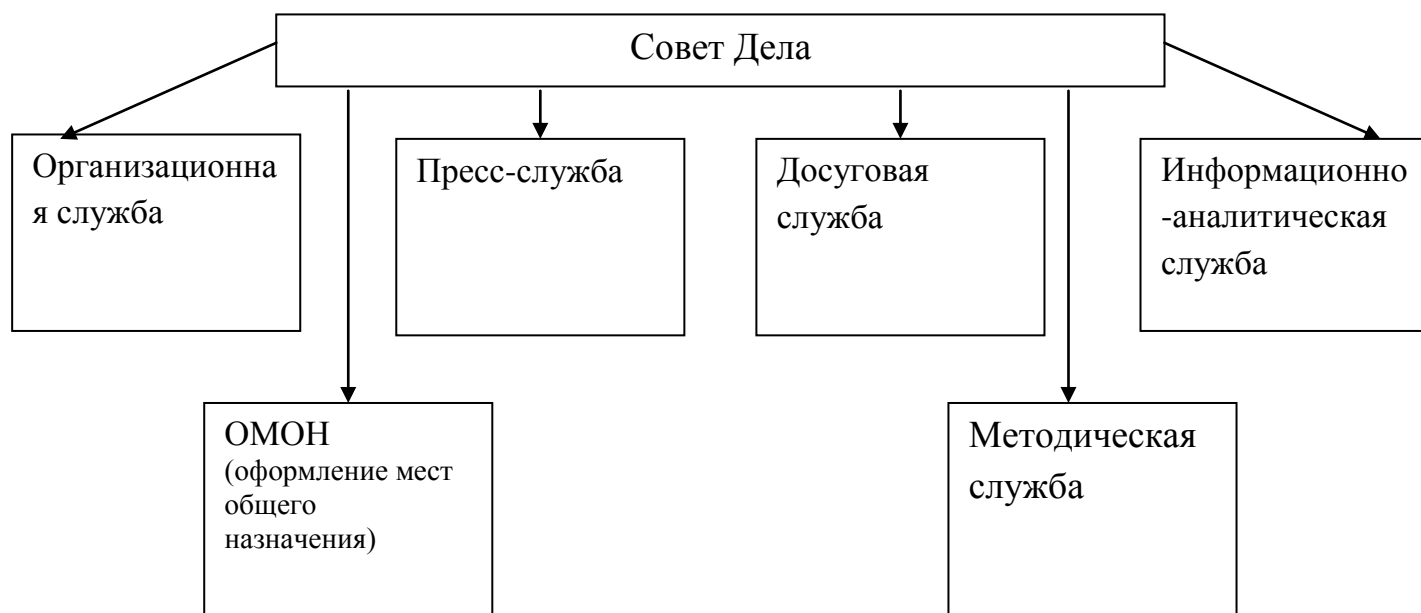 Совет Дела
Организационна
я служба
Пресс-служба
Досуговая
служба
Информационно
-аналитическая
служба
ОМОН
(оформление мест
общего
назначения)
Методическая
служба